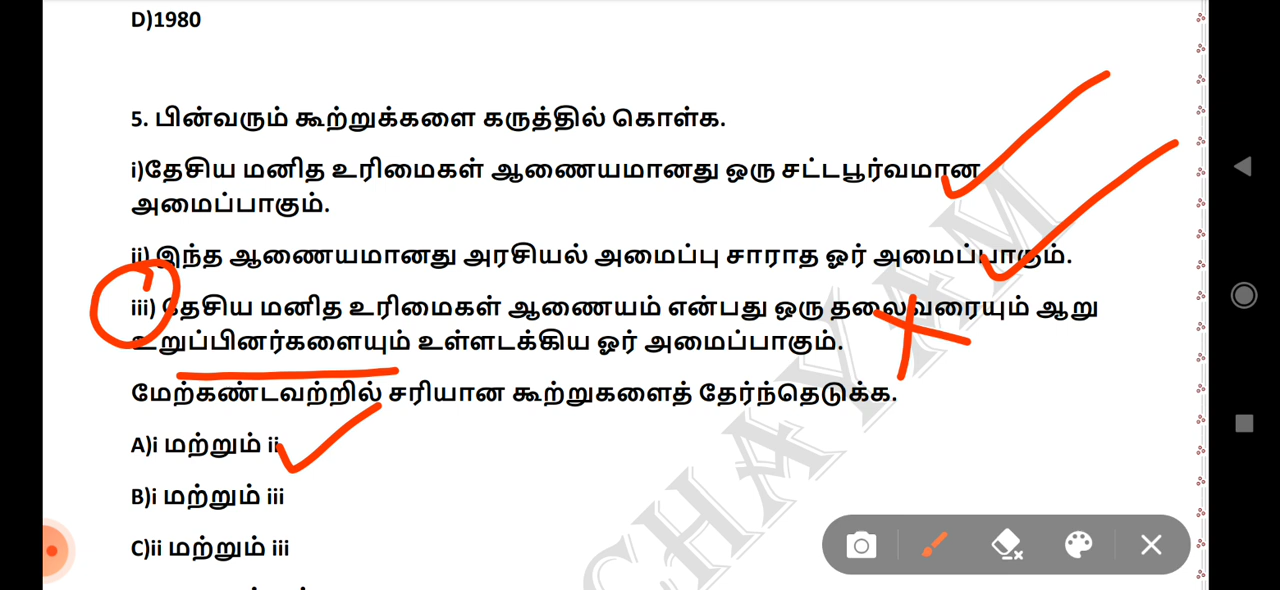 D)1980
5. பின்வரும் கூற்றுக்களை கருத்தில் கொள்க.
i)தேசிய மனித உரிமைகள் ஆணையமானது ஒரு சட்டபூர்வமான
அமைப்பாகும்.
ii) இந்த ஆணையமானது அரசியல் அமைப்பு சாராத ஓர் அமைப்பாகும்.
iii) தேசிய மனித உரிமைகள் ஆணையம் என்பது ஒரு தலைவரையும் ஆறு
உறுப்பினர்களையும் உள்ளடக்கிய ஓர் அமைப்பாகும்.
மேற்கண்டவற்றில் சரியான கூற்றுகளைத் தேர்ந்தெடுக்க.
A)i மற்றும் ii
B)i மற்றும் iii
C)ii மற்றும் iii
CHAYAM